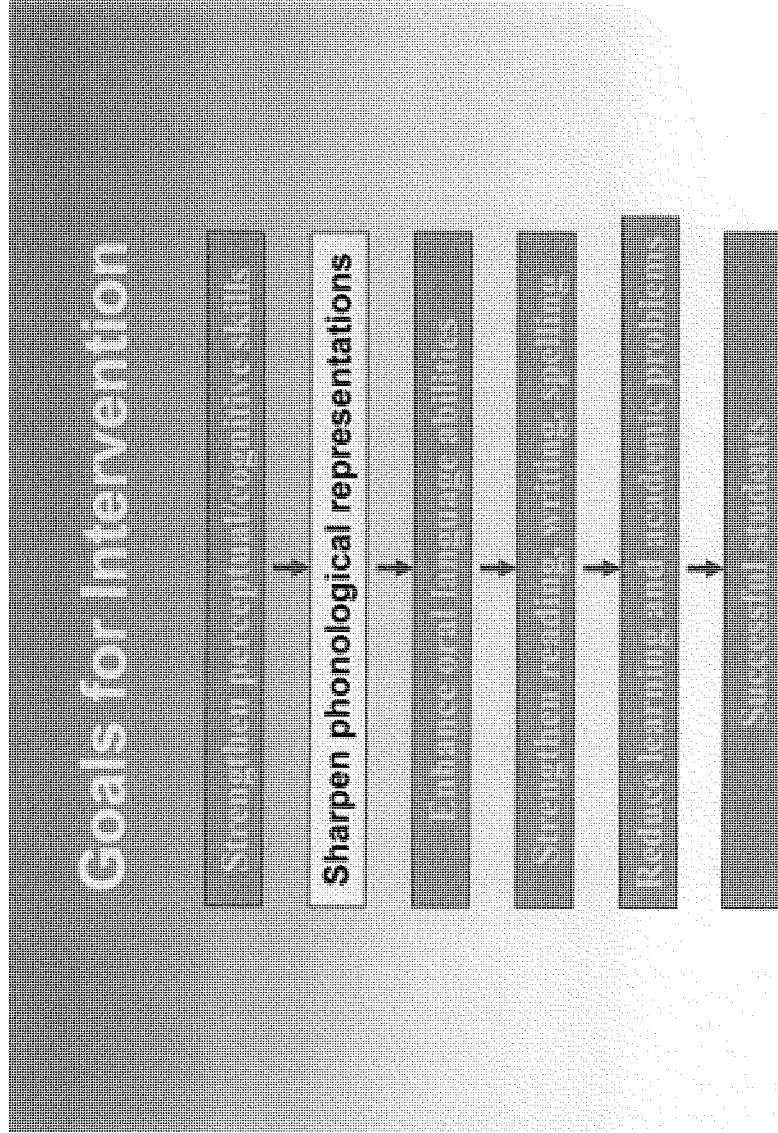 Goals for Intervention
Strengthen perceptual/cognitive skills
Sharpen phonological representations
Enhance oral language abilities
Strengthen reading, writing, spelling
Reduce learning and academic problems
Successful students